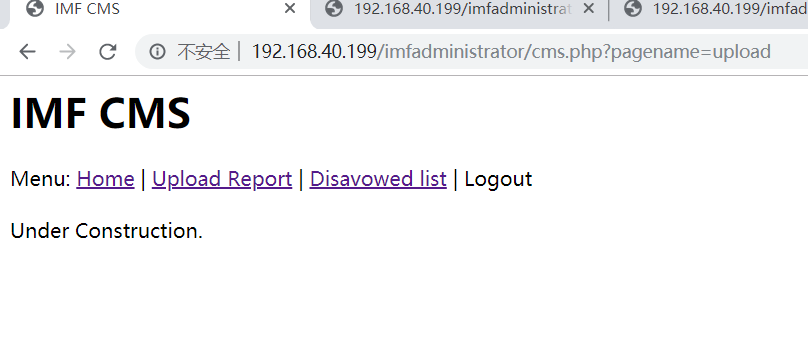 IMF CMS
192.168.40.199/imfadministrat
192.168.40.199/imfad
不安全 | 192.168.40.199/imfadministrator/cms.php?pagename=upload
IMF CMS
Menu: Home | Upload Report | Disavowed list | Logout
Under Construction.